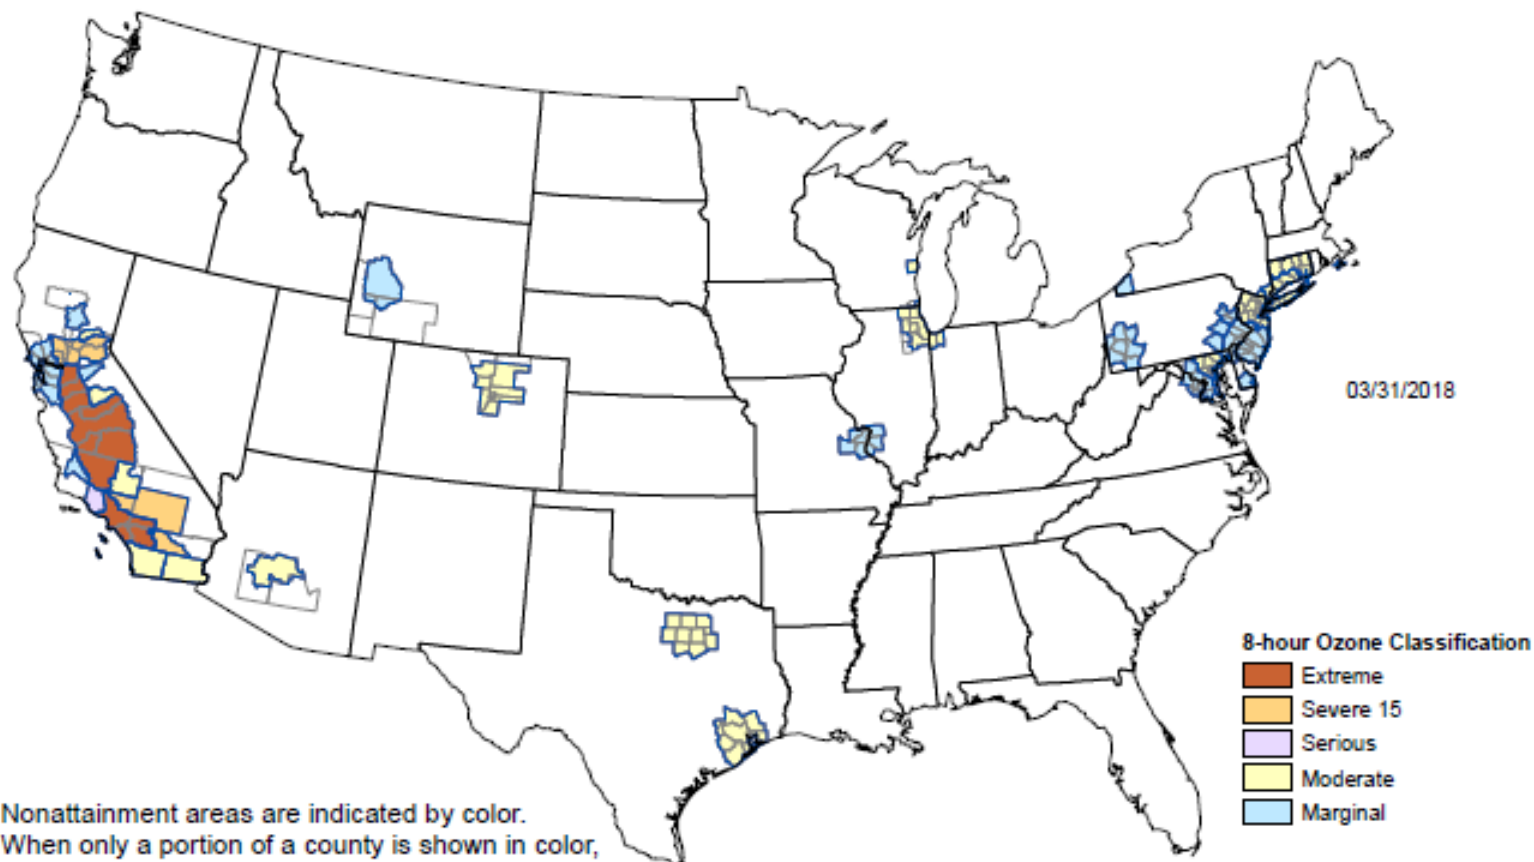 03/31/2018
8-hour Ozone Classification
Extreme
Severe 15
Serious
Moderate
Marginal
Nonattainment areas are indicated by color.
When only a portion of a county is shown in color,